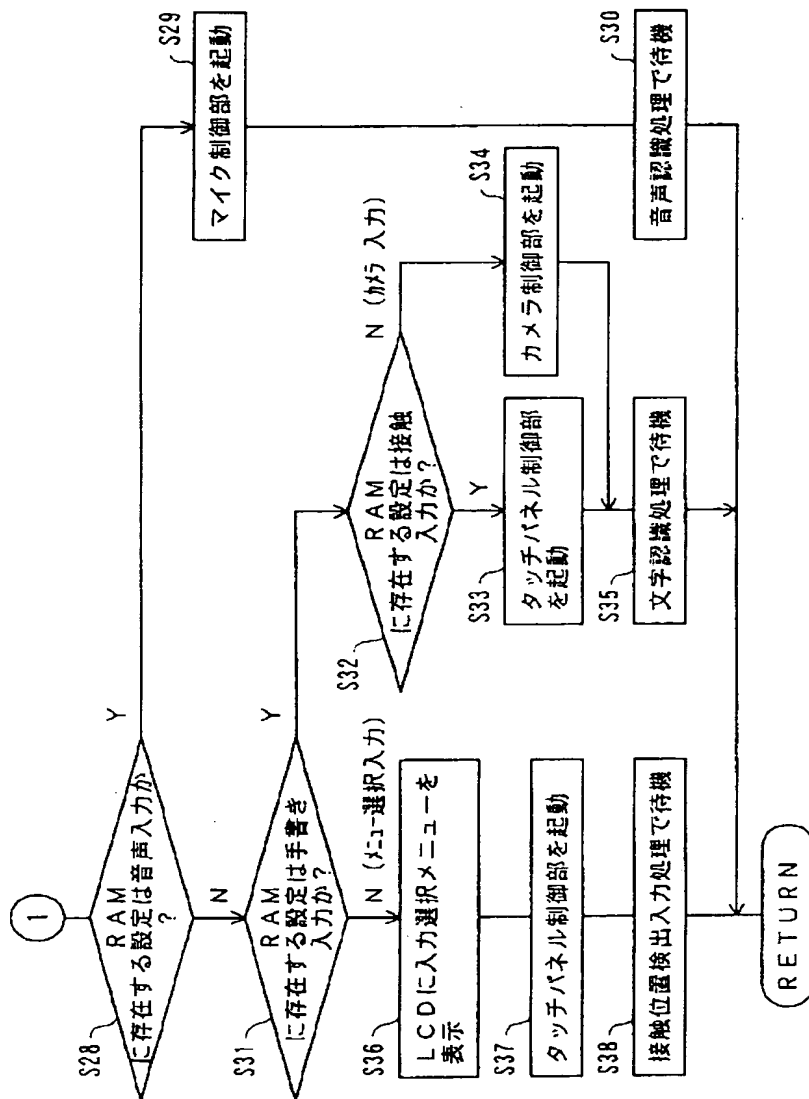 1
S28
RAM
に存在する設定は音声入力か
?
Y
N
S29
マイク制御部を起動
S30
音声認識処理で待機
S31
RAM
に存在する設定は手書き
入力か?
Y
N (メニュー選択入力)
S32
RAM
に存在する設定は接触
入力か?
N (カメラ 入力)
Y
S33
タッチパネル制御部
を起動
S34
カメラ制御部を起動
S35
文字認識処理で待機
S36
LCDに入力選択メニューを
表示
S37
タッチパネル制御部を起動
S38
接触位置検出入力処理で待機
RETURN